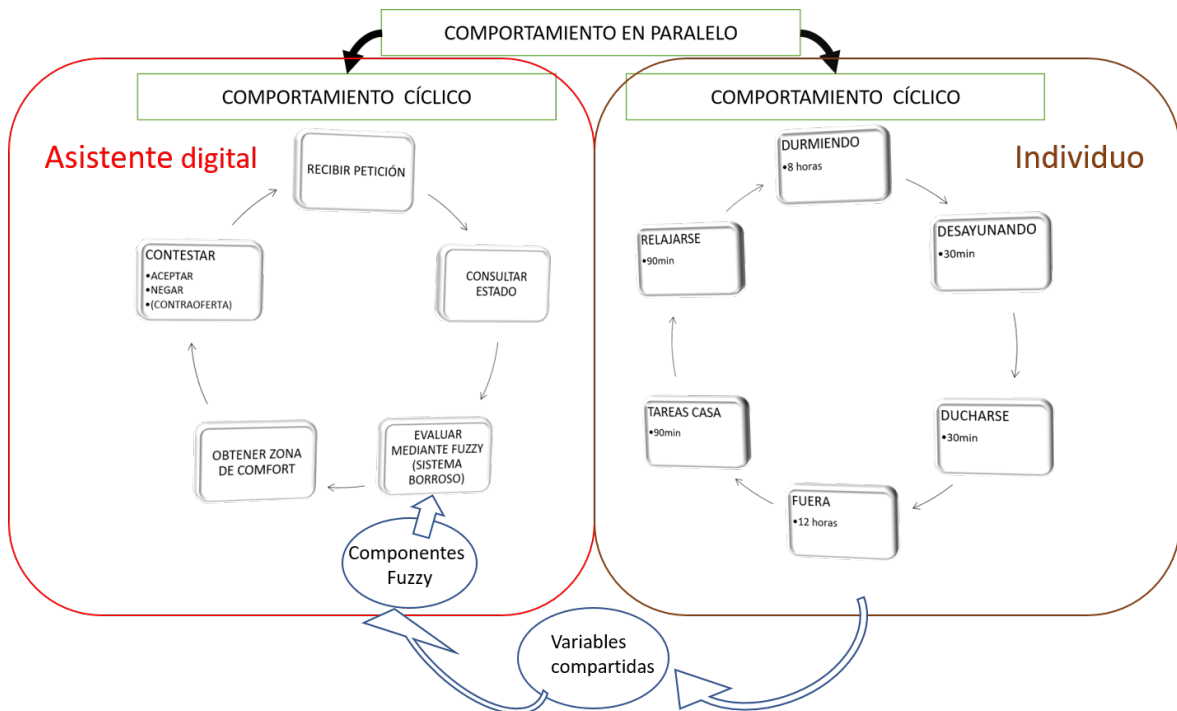 COMPORTAMIENTO EN PARALELO
COMPORTAMIENTO CÍCLICO
Asistente digital
RECIBIR PETICIÓN
CONSULTAR
ESTADO
EVALUAR
MEDIANTE FUZZY
(SISTEMA
BORROSO)
OBTENER ZONA
DE COMFORT
CONTESTAR
•ACEPTAR
•NEGAR
•(CONTRAOFERTA)
Componentes
Fuzzy
COMPORTAMIENTO CÍCLICO
Individuo
DURMIENDO
•8 horas
DESAYUNANDO
•30min
DUCHARSE
•30min
FUERA
•12 horas
TAREAS CASA
•90min
RELAJARSE
•90min
Variables
compartidas